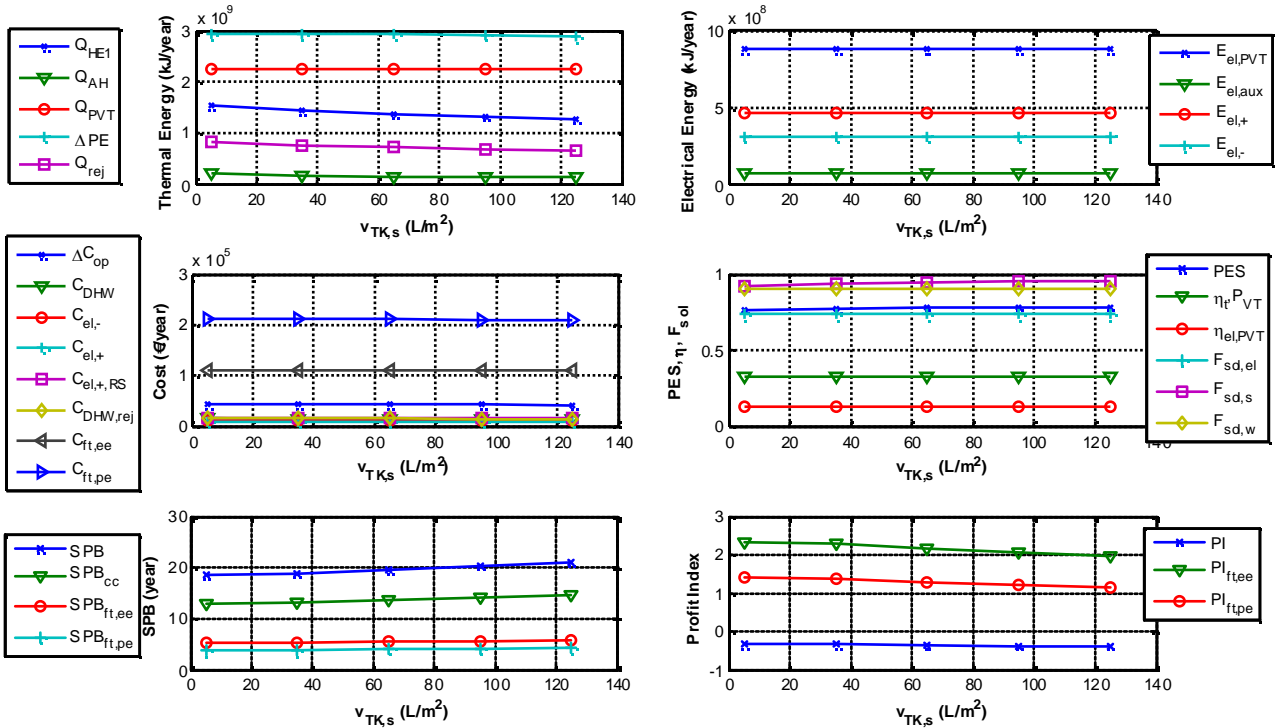 x 10^9
Q_HE1
Q_AH
Q_PVT
ΔPE
Q_rej
Thermal Energy (kJ/year)
3
2
1
0
0 20 40 60 80 100 120 140
v_TK,s (L/m²)
x 10^8
Electrical Energy (kJ/year)
10
5
0
0 20 40 60 80 100 120 140
v_TK,s (L/m²)
E_el,PVT
E_el,aux
E_el,+
E_el,-
ΔC_op
C_DHW
C_el,-
C_el,+
C_el,+,RS
C_DHW,rej
C_ft,ee
C_ft,pe
x 10^5
Cost (€/year)
3
2
1
0
0 20 40 60 80 100 120 140
v_TK,s (L/m²)
PES, η, F_sol
1
0.5
0
0 20 40 60 80 100 120 140
v_TK,s (L/m²)
PES
η_t,P_VT
η_el,PVT
F_sol,el
F_sol,s
F_sol,w
SPB
SPB_cc
SPB_ft,ee
SPB_ft,pe
SPB (year)
30
20
10
0
0 20 40 60 80 100 120 140
v_TK,s (L/m²)
Profit Index
3
2
1
0
-1
0 20 40 60 80 100 120 140
v_TK,s (L/m²)
PI
PI_ft,ee
PI_ft,pe